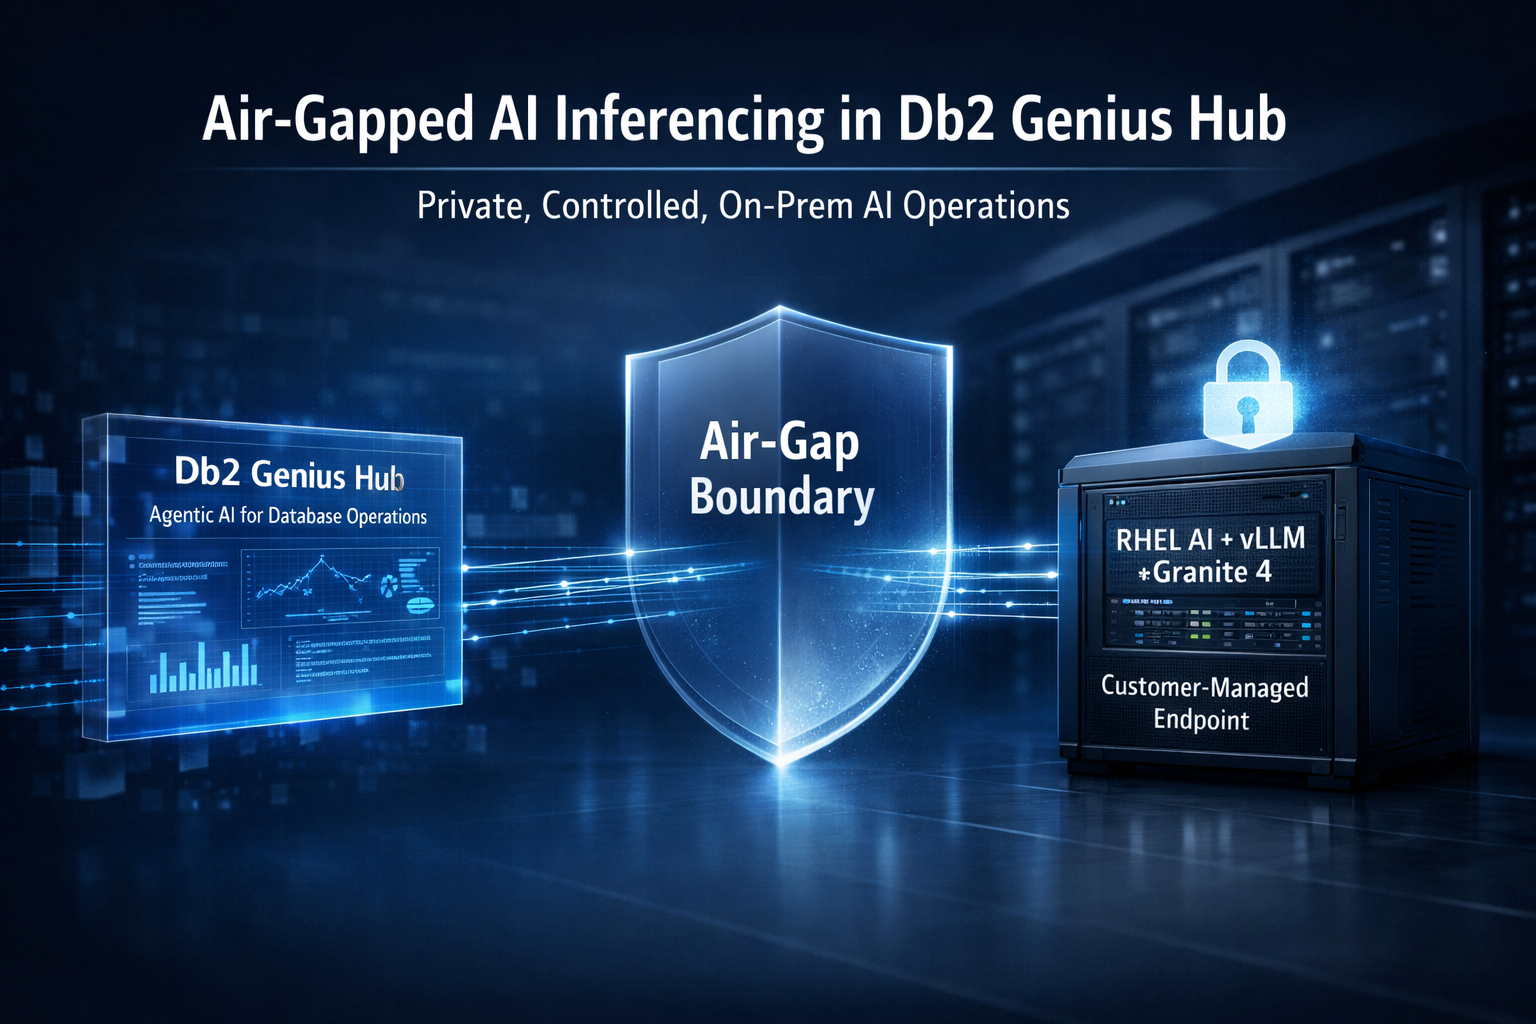 Air-Gapped AI Inferencing in Db2 Genius Hub
Private, Controlled, On-Prem AI Operations
Db2 Genius Hub
Agentic AI for Database Operations
Air-Gap
Boundary
RHEL AI + vLLM
+Granite 4
Customer-Managed
Endpoint